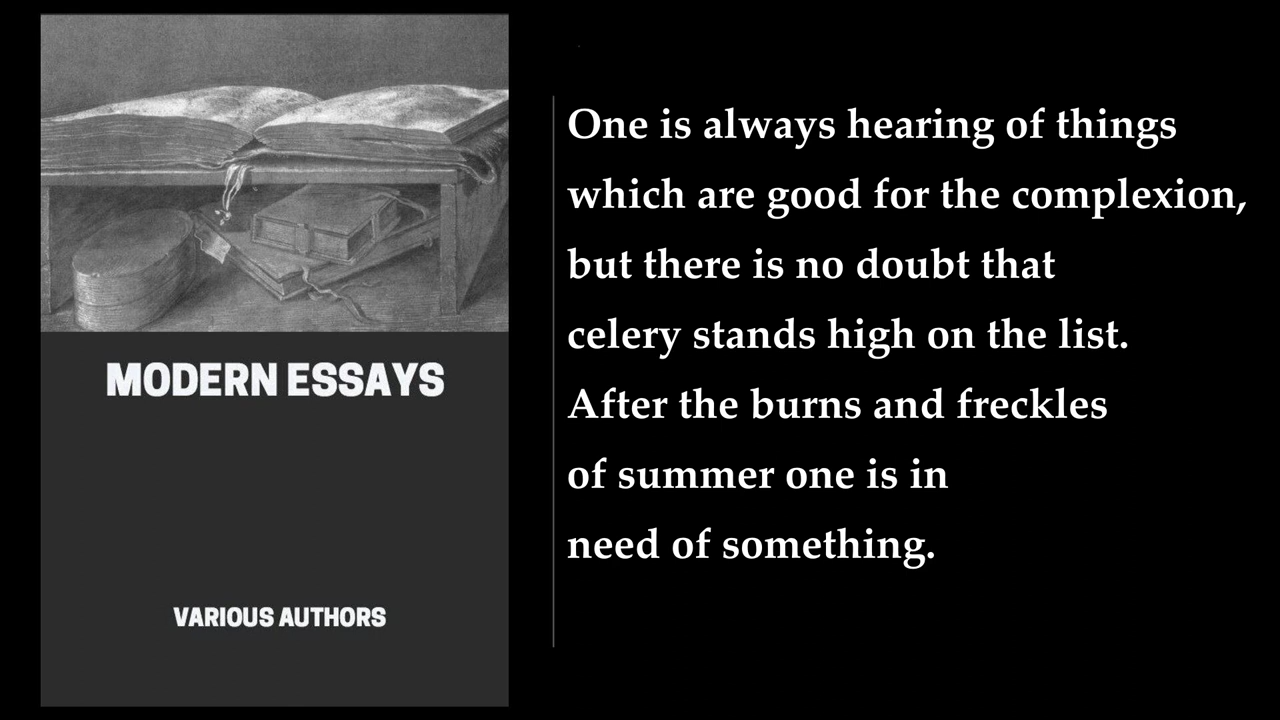 MODERN ESSAYS
VARIOUS AUTHORS
One is always hearing of things
which are good for the complexion,
but there is no doubt that
celery stands high on the list.
After the burns and freckles
of summer one is in
need of something.